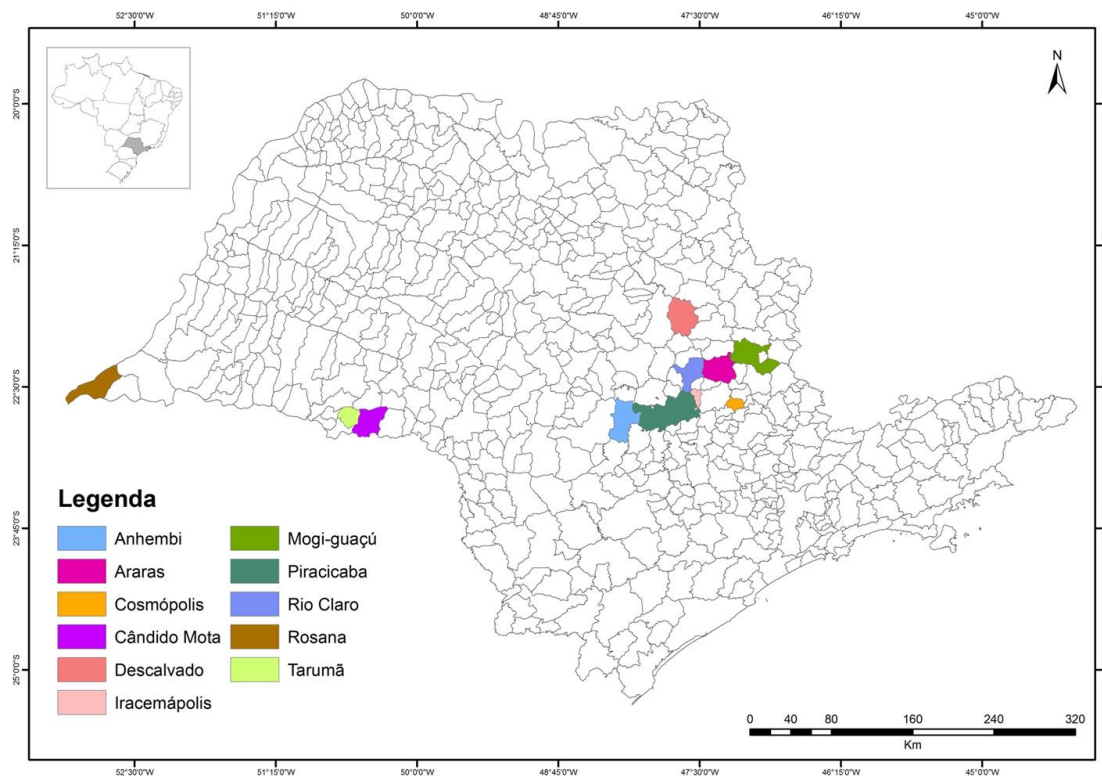 52°30'0"W 51°15'0"W 50°0'0"W 48°45'0"W 47°30'0"W 46°15'0"W 45°0'0"W
N
20°0'0"S
21°15'0"S
22°30'0"S
23°45'0"S
25°0'0"S
Legenda
Anhembi
Araras
Cosmópolis
Cândido Mota
Descalvado
Iracemápolis
Mogi-guaçú
Piracicaba
Rio Claro
Rosana
Tarumã
0 40 80 160 240 320
Km
52°30'0"W 51°15'0"W 50°0'0"W 48°45'0"W 47°30'0"W 46°15'0"W 45°0'0"W